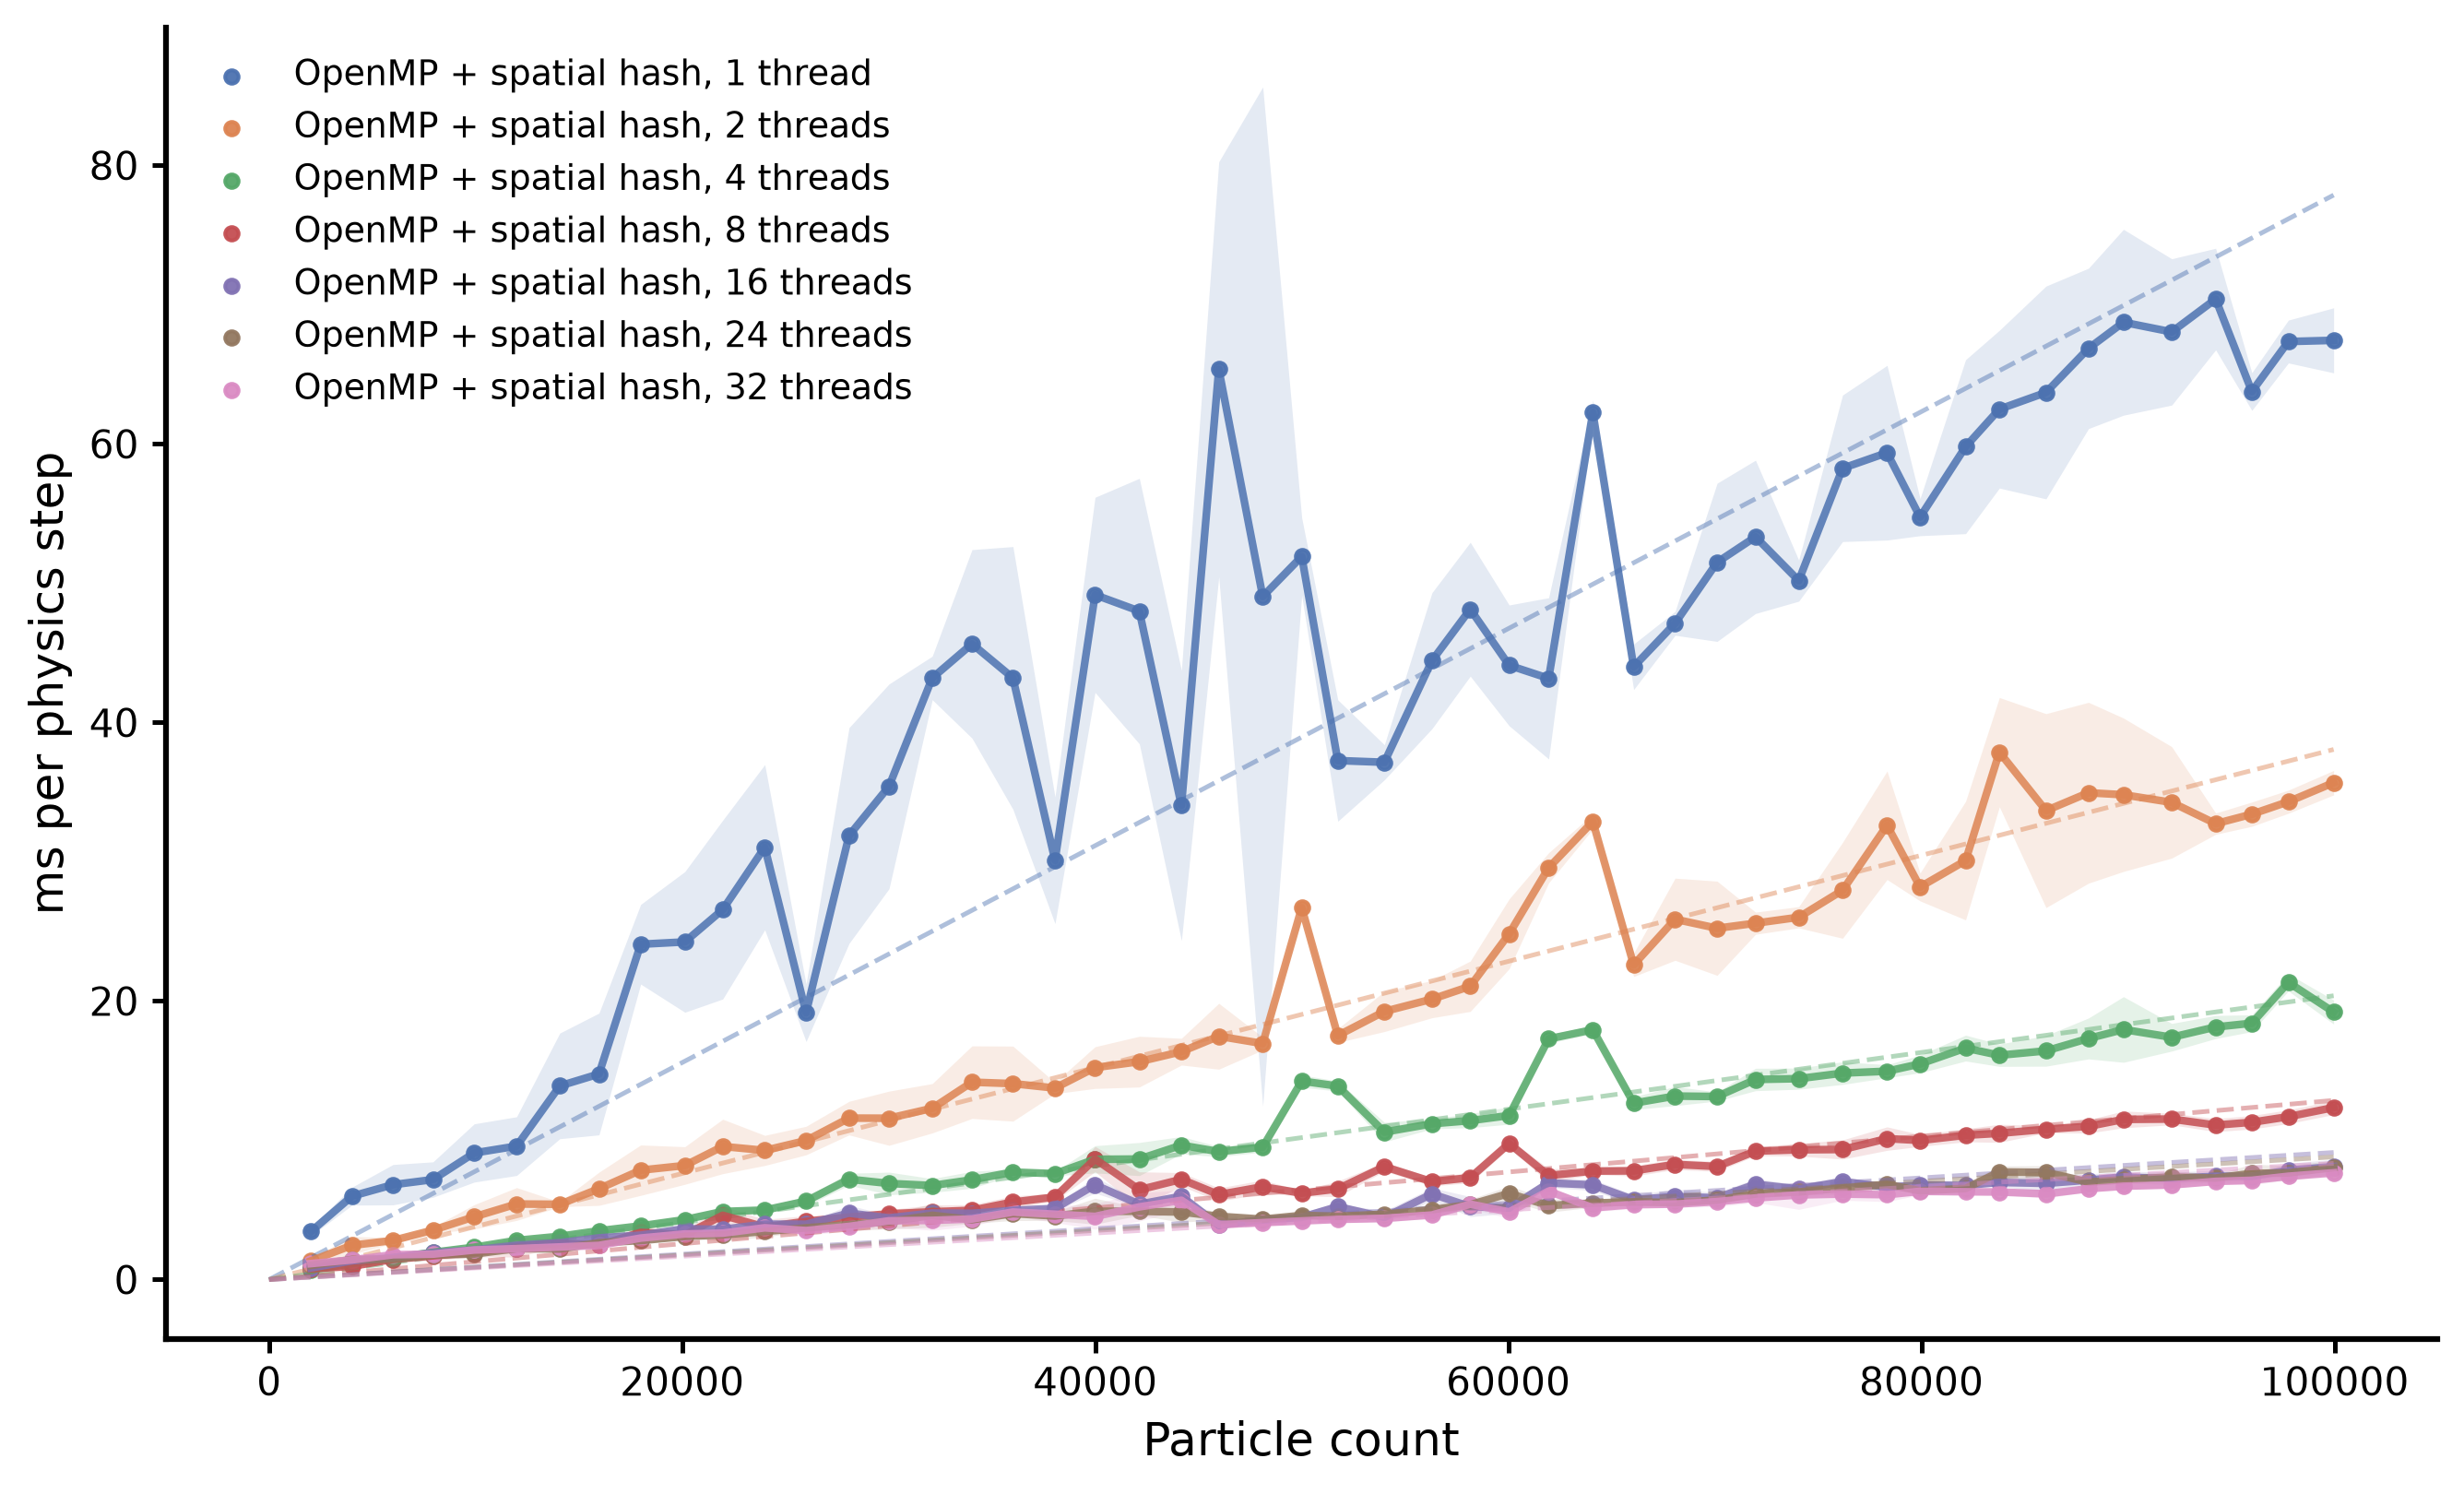 OpenMP + spatial hash, 1 thread
OpenMP + spatial hash, 2 threads
OpenMP + spatial hash, 4 threads
OpenMP + spatial hash, 8 threads
OpenMP + spatial hash, 16 threads
OpenMP + spatial hash, 24 threads
OpenMP + spatial hash, 32 threads
ms per physics step
80
60
40
20
0
0 20000 40000 60000 80000 100000
Particle count